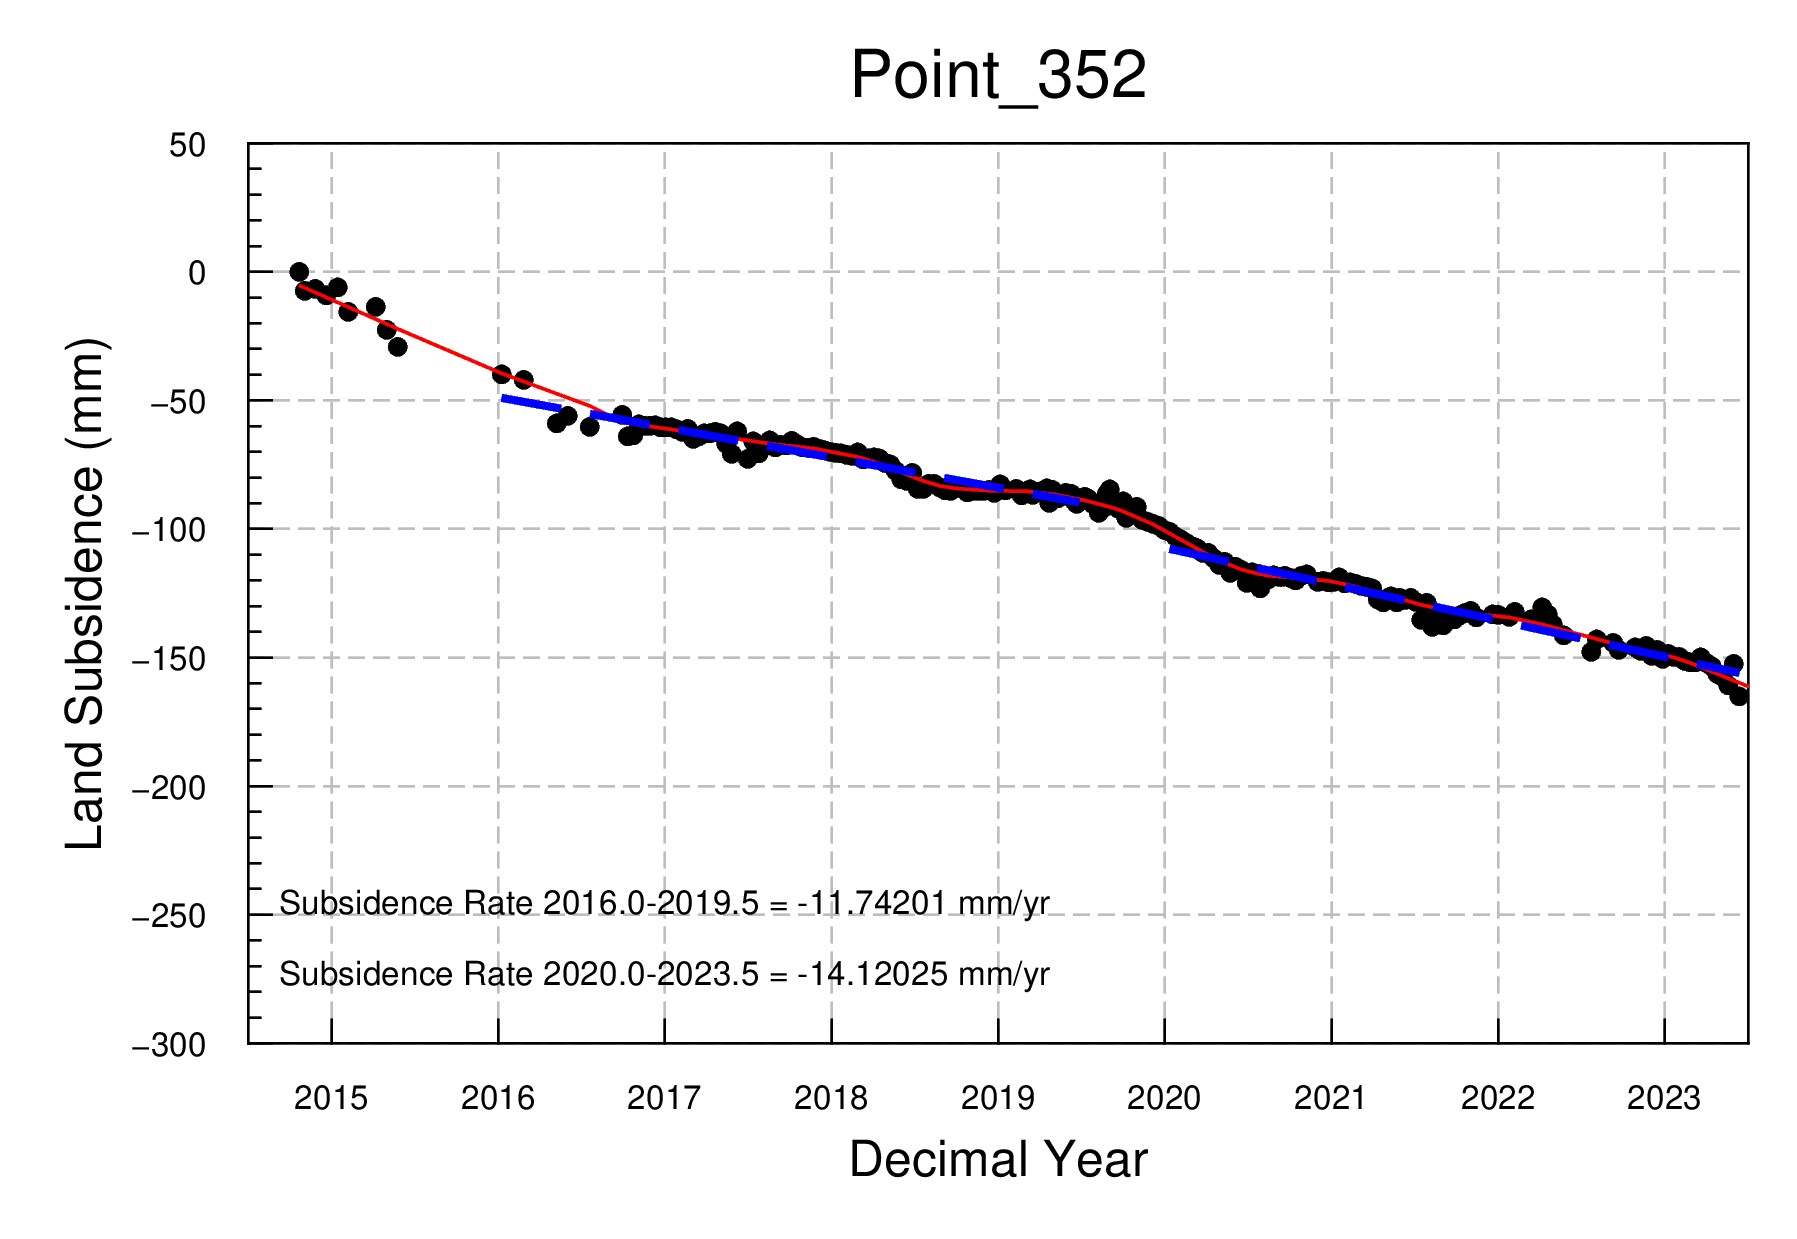 Point_352
50
0
−50
−100
−150
−200
−250
−300
Land Subsidence (mm)
Subsidence Rate 2016.0-2019.5 = -11.74201 mm/yr
Subsidence Rate 2020.0-2023.5 = -14.12025 mm/yr
2015 2016 2017 2018 2019 2020 2021 2022 2023
Decimal Year